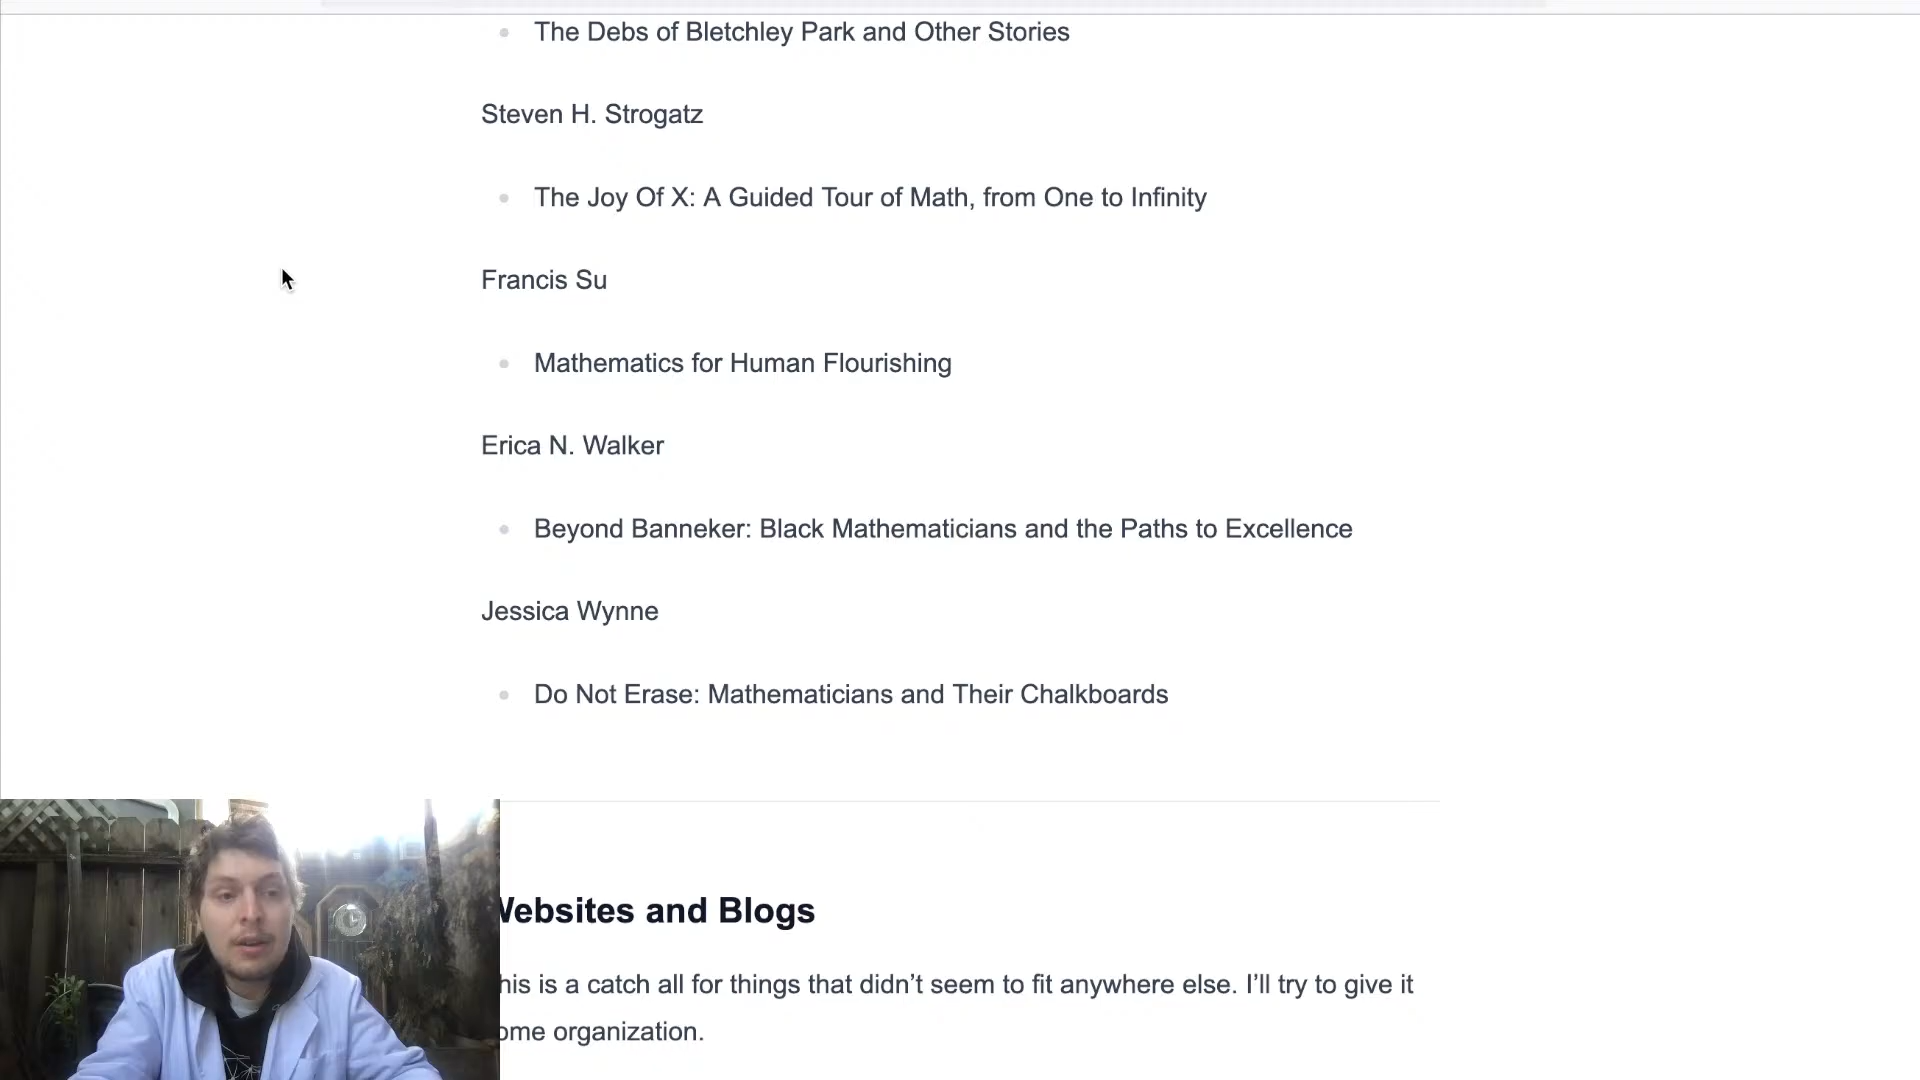 The Debs of Bletchley Park and Other Stories
Steven H. Strogatz
The Joy Of X: A Guided Tour of Math, from One to Infinity
Francis Su
Mathematics for Human Flourishing
Erica N. Walker
Beyond Banneker: Black Mathematicians and the Paths to Excellence
Jessica Wynne
Do Not Erase: Mathematicians and Their Chalkboards
Websites and Blogs
his is a catch all for things that didn’t seem to fit anywhere else. I’ll try to give it
ome organization.